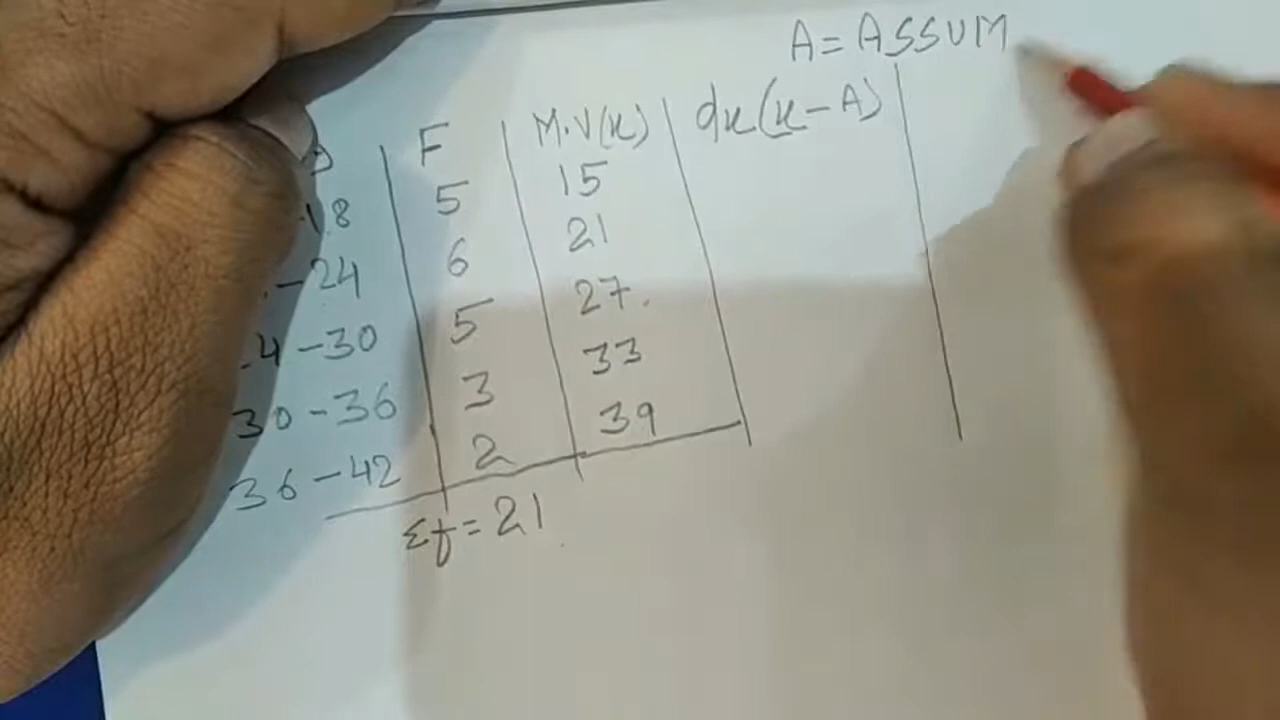 A = ASSUM
F M.V(x) dx(x-A)
18 5 15
-24 6 21
4-30 5 27.
30-36 3 33
36-42 2 39
Σf = 21